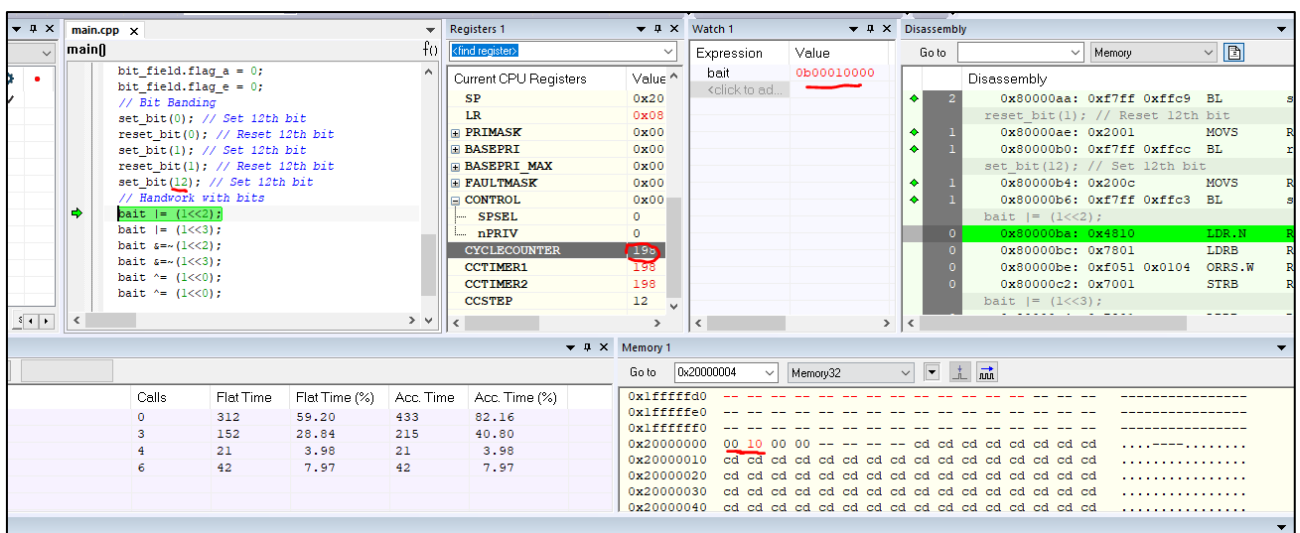 main.cpp x
main()
f()
bit_field.flag_a = 0;
bit_field.flag_e = 0;
// Bit Banding
set_bit(0); // Set 12th bit
reset_bit(0); // Reset 12th bit
set_bit(1); // Set 12th bit
reset_bit(1); // Reset 12th bit
set_bit(12); // Set 12th bit
// Handwork with bits
bait |= (1<<2);
bait |= (1<<3);
bait &=~(1<<2);
bait &=~(1<<3);
bait ^= (1<<0);
bait ^= (1<<0);
Registers 1
<find register>
Current CPU Registers Value
SP 0x20
LR 0x08
PRIMASK 0x00
BASEPRI 0x00
BASEPRI_MAX 0x00
FAULTMASK 0x00
CONTROL 0x00
SPSEL 0
nPRIV 0
CYCLECOUNTER 198
CCTIMER1 198
CCTIMER2 198
CCSTEP 12
Watch 1
Expression Value
bait 0b00010000
<click to ad...
Disassembly
Go to Memory
Disassembly
2 0x80000aa: 0xf7ff 0xffc9 BL s
reset_bit(1); // Reset 12th bit
1 0x80000ae: 0x2001 MOVS R
1 0x80000b0: 0xf7ff 0xffcc BL r
set_bit(12); // Set 12th bit
1 0x80000b4: 0x200c MOVS R
1 0x80000b6: 0xf7ff 0xffc3 BL s
bait |= (1<<2);
0 0x80000ba: 0x4810 LDR.N R
0 0x80000bc: 0x7801 LDRB R
0 0x80000be: 0xf051 0x0104 ORRS.W R
0 0x80000c2: 0x7001 STRB R
bait |= (1<<3);
Calls Flat Time Flat Time (%) Acc. Time Acc. Time (%)
0 312 59.20 433 82.16
3 152 28.84 215 40.80
4 21 3.98 21 3.98
6 42 7.97 42 7.97
Memory 1
Go to 0x20000004 Memory32
0x1fffffd0 -- -- -- -- -- -- -- -- -- -- -- -- -- -- -- -- ----------------
0x1fffffe0 -- -- -- -- -- -- -- -- -- -- -- -- -- -- -- -- ----------------
0x1ffffff0 -- -- -- -- -- -- -- -- -- -- -- -- -- -- -- -- ----------------
0x20000000 00 10 00 00 -- -- -- -- cd cd cd cd cd cd cd cd ....----........
0x20000010 cd cd cd cd cd cd cd cd cd cd cd cd cd cd cd cd ................
0x20000020 cd cd cd cd cd cd cd cd cd cd cd cd cd cd cd cd ................
0x20000030 cd cd cd cd cd cd cd cd cd cd cd cd cd cd cd cd ................
0x20000040 cd cd cd cd cd cd cd cd cd cd cd cd cd cd cd cd ................